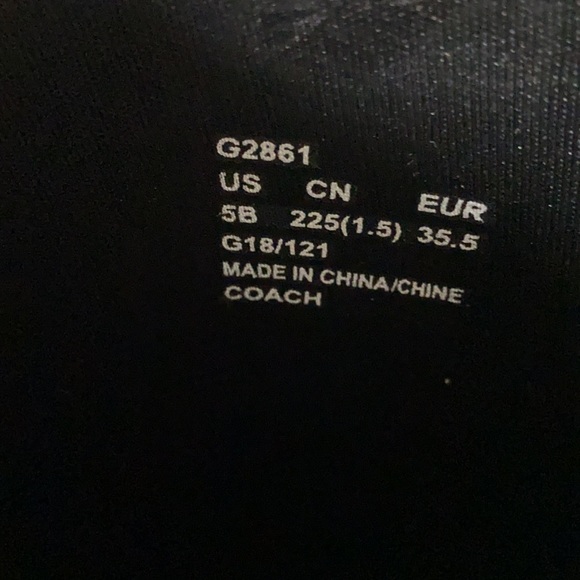 G2861
US CN EUR
5B 225(1.5) 35.5
G18/121
MADE IN CHINA/CHINE
COACH